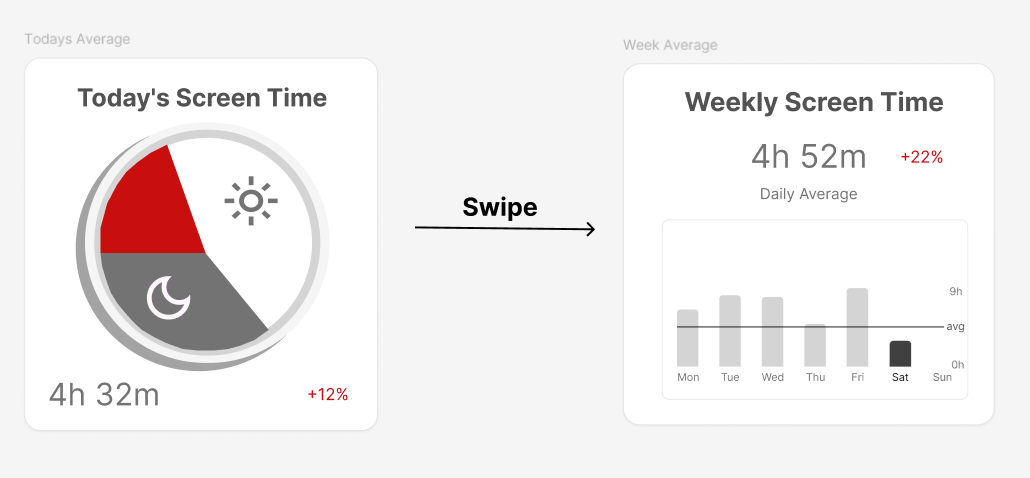 Todays Average
Today's Screen Time
4h 32m
+12%
Swipe
Week Average
Weekly Screen Time
4h 52m
+22%
Daily Average
9h
avg
0h
Mon Tue Wed Thu Fri Sat Sun